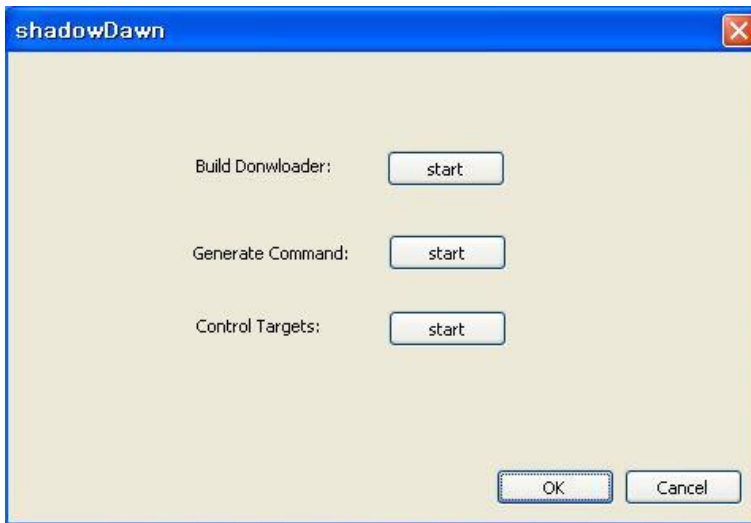 shadowDawn
Build Donwloader: start
Generate Command: start
Control Targets: start
OK Cancel